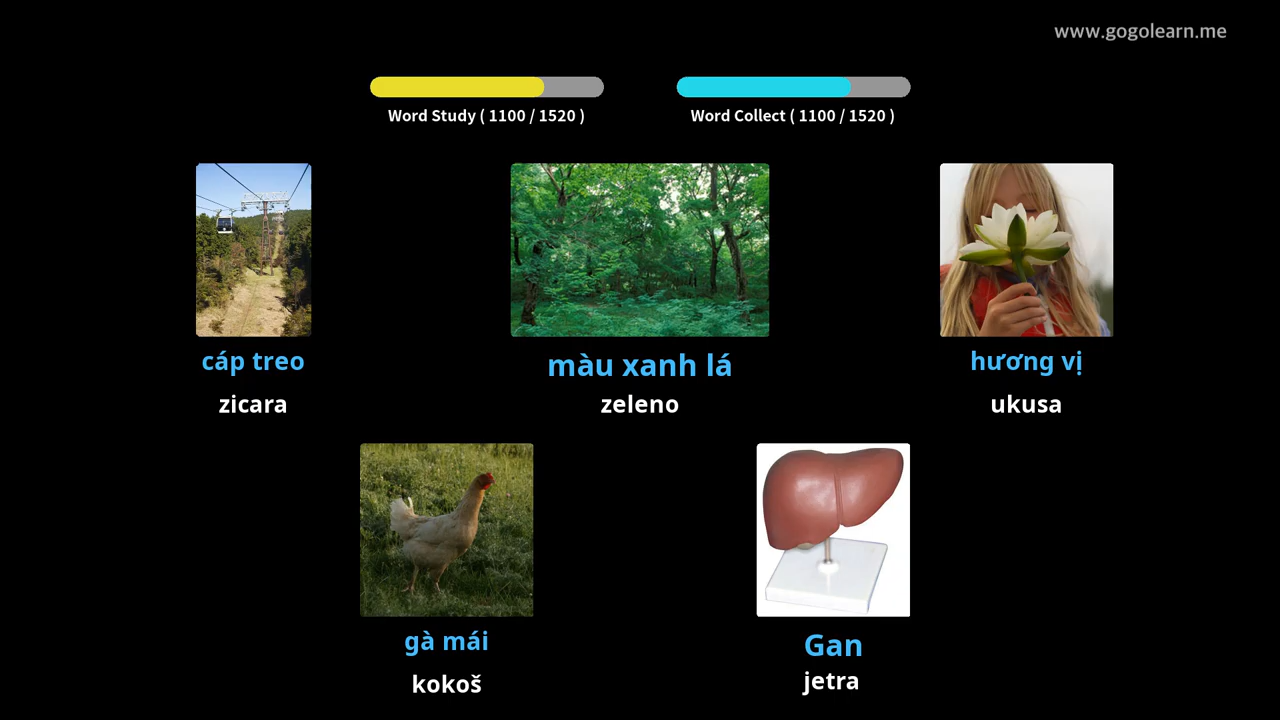 www.gogolearn.me
Word Study ( 1100 / 1520 )
Word Collect ( 1100 / 1520 )
cáp treo
zicara
màu xanh lá
zeleno
hương vị
ukusa
gà mái
kokoš
Gan
jetra